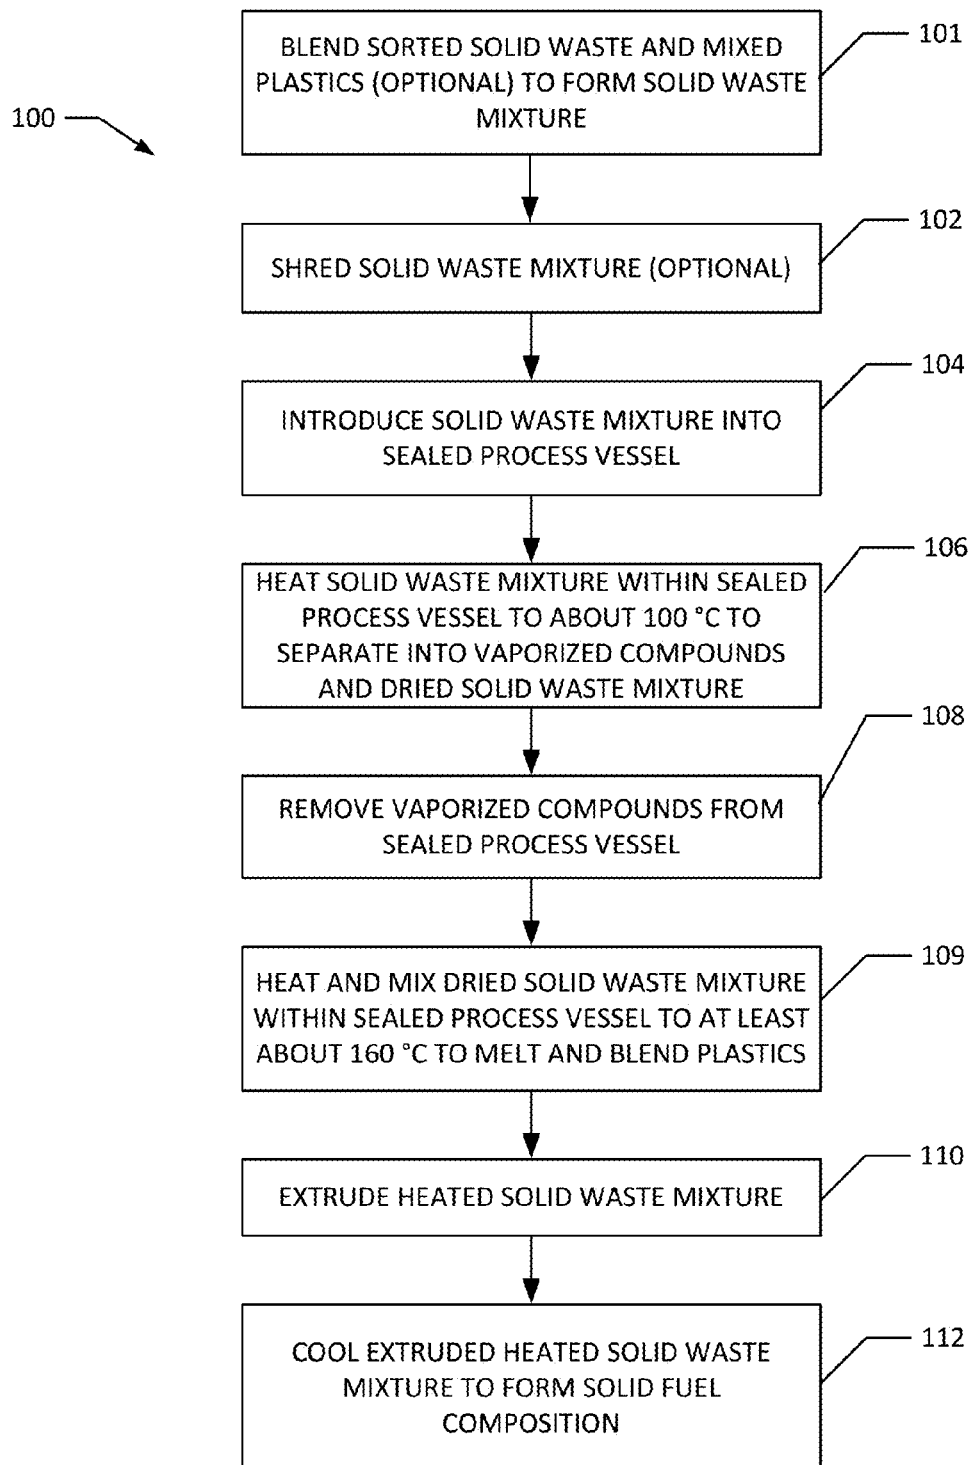 BLEND SORTED SOLID WASTE AND MIXED
PLASTICS (OPTIONAL) TO FORM SOLID WASTE
MIXTURE
101
100
SHRED SOLID WASTE MIXTURE (OPTIONAL)
102
INTRODUCE SOLID WASTE MIXTURE INTO
SEALED PROCESS VESSEL
104
HEAT SOLID WASTE MIXTURE WITHIN SEALED
PROCESS VESSEL TO ABOUT 100 °C TO
SEPARATE INTO VAPORIZED COMPOUNDS
AND DRIED SOLID WASTE MIXTURE
106
REMOVE VAPORIZED COMPOUNDS FROM
SEALED PROCESS VESSEL
108
HEAT AND MIX DRIED SOLID WASTE MIXTURE
WITHIN SEALED PROCESS VESSEL TO AT LEAST
ABOUT 160 °C TO MELT AND BLEND PLASTICS
109
EXTRUDE HEATED SOLID WASTE MIXTURE
110
COOL EXTRUDED HEATED SOLID WASTE
MIXTURE TO FORM SOLID FUEL
COMPOSITION
112